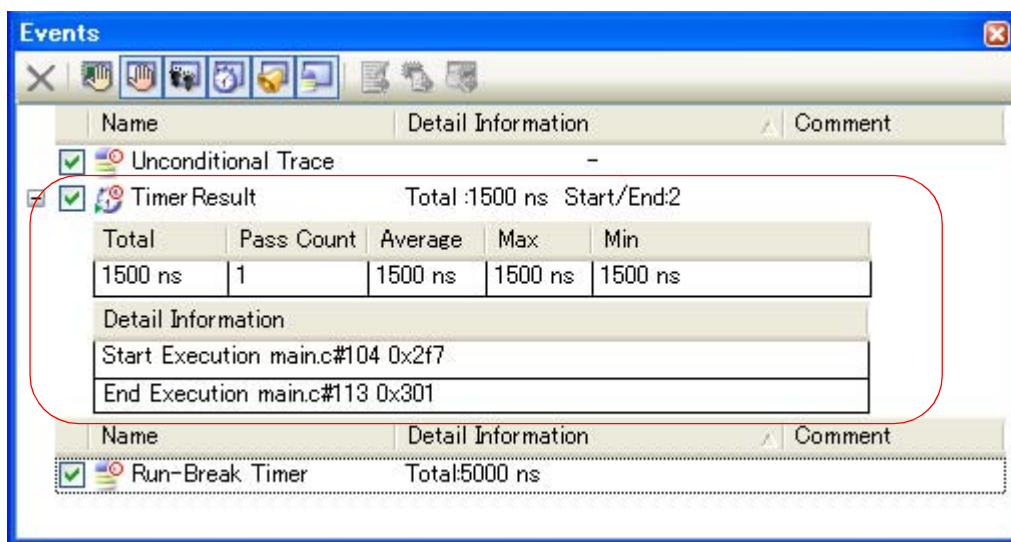 Events
Name Detail Information Comment
Unconditional Trace -
Timer Result Total :1500 ns Start/End:2
Total Pass Count Average Max Min
1500 ns 1 1500 ns 1500 ns 1500 ns
Detail Information
Start Execution main.c#104 0x2f7
End Execution main.c#113 0x301
Name Detail Information Comment
Run-Break Timer Total:5000 ns